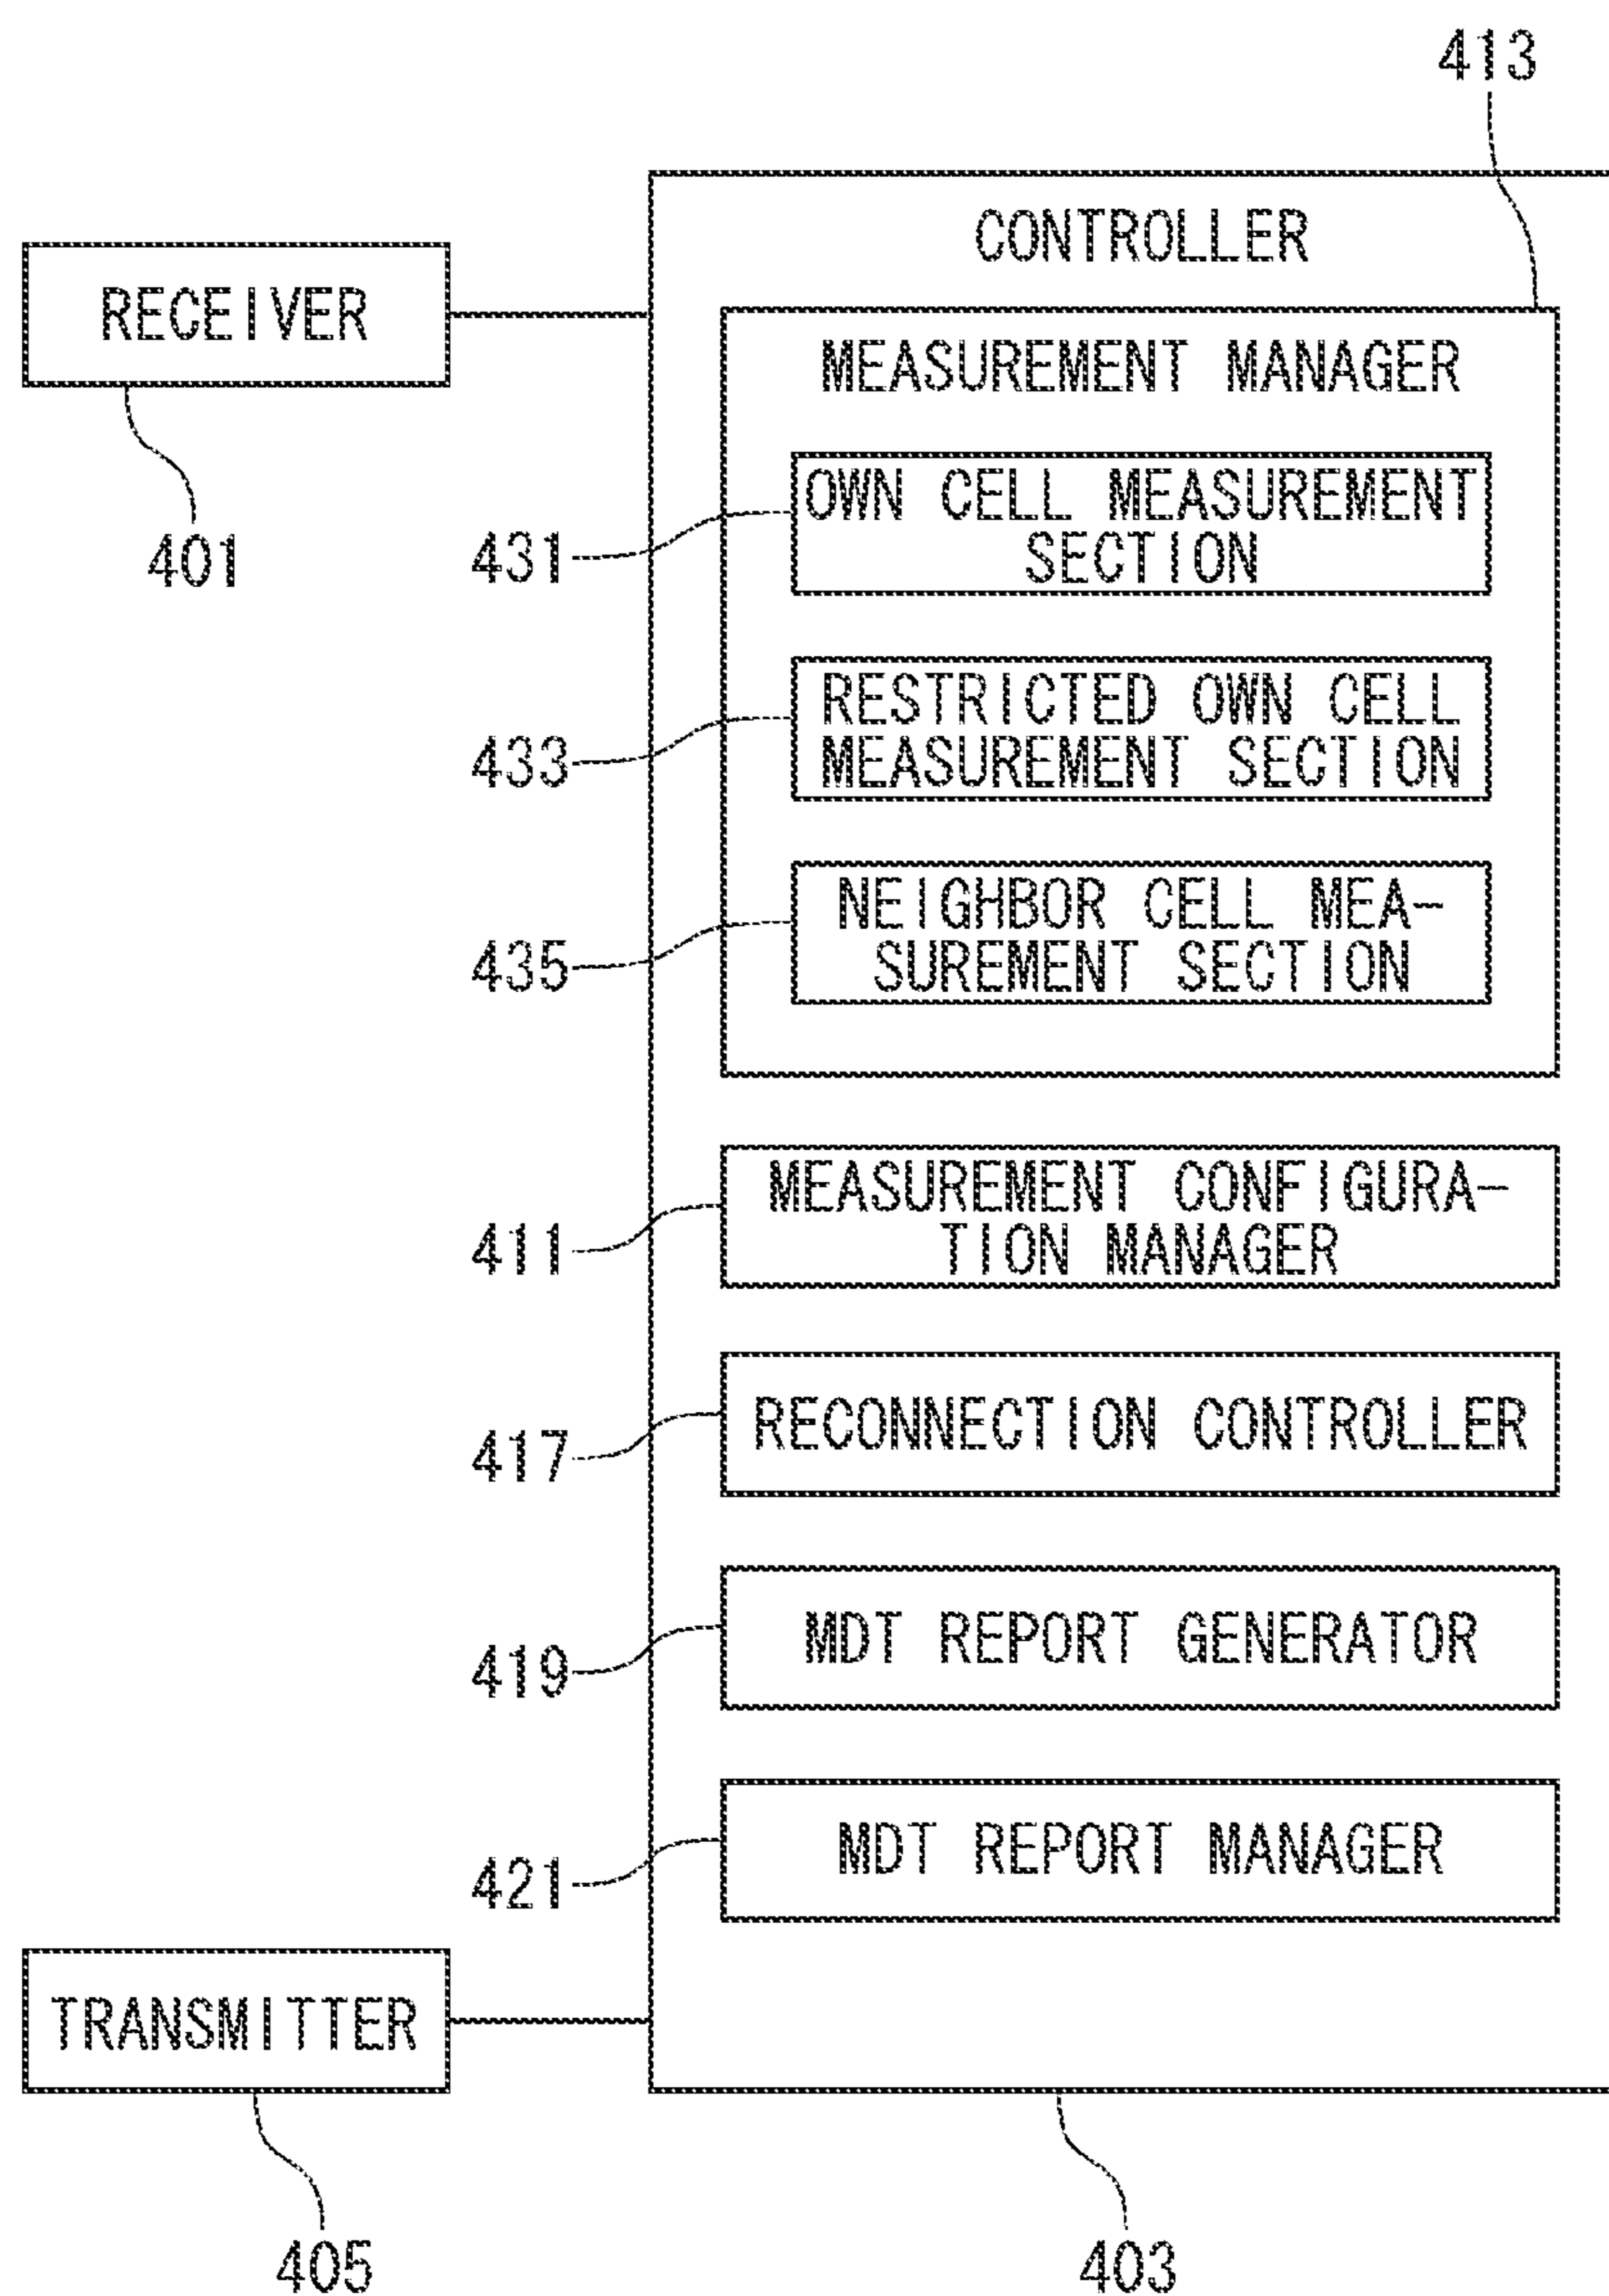 413
CONTROLLER
RECEIVER
401
MEASUREMENT MANAGER
OWN CELL MEASUREMENT
SECTION
431
RESTRICTED OWN CELL
MEASUREMENT SECTION
433
NEIGHBOR CELL MEA-
SUREMENT SECTION
435
MEASUREMENT CONFIGURA-
TION MANAGER
411
RECONNECTION CONTROLLER
417
MDT REPORT GENERATOR
419
MDT REPORT MANAGER
421
TRANSMITTER
405
403